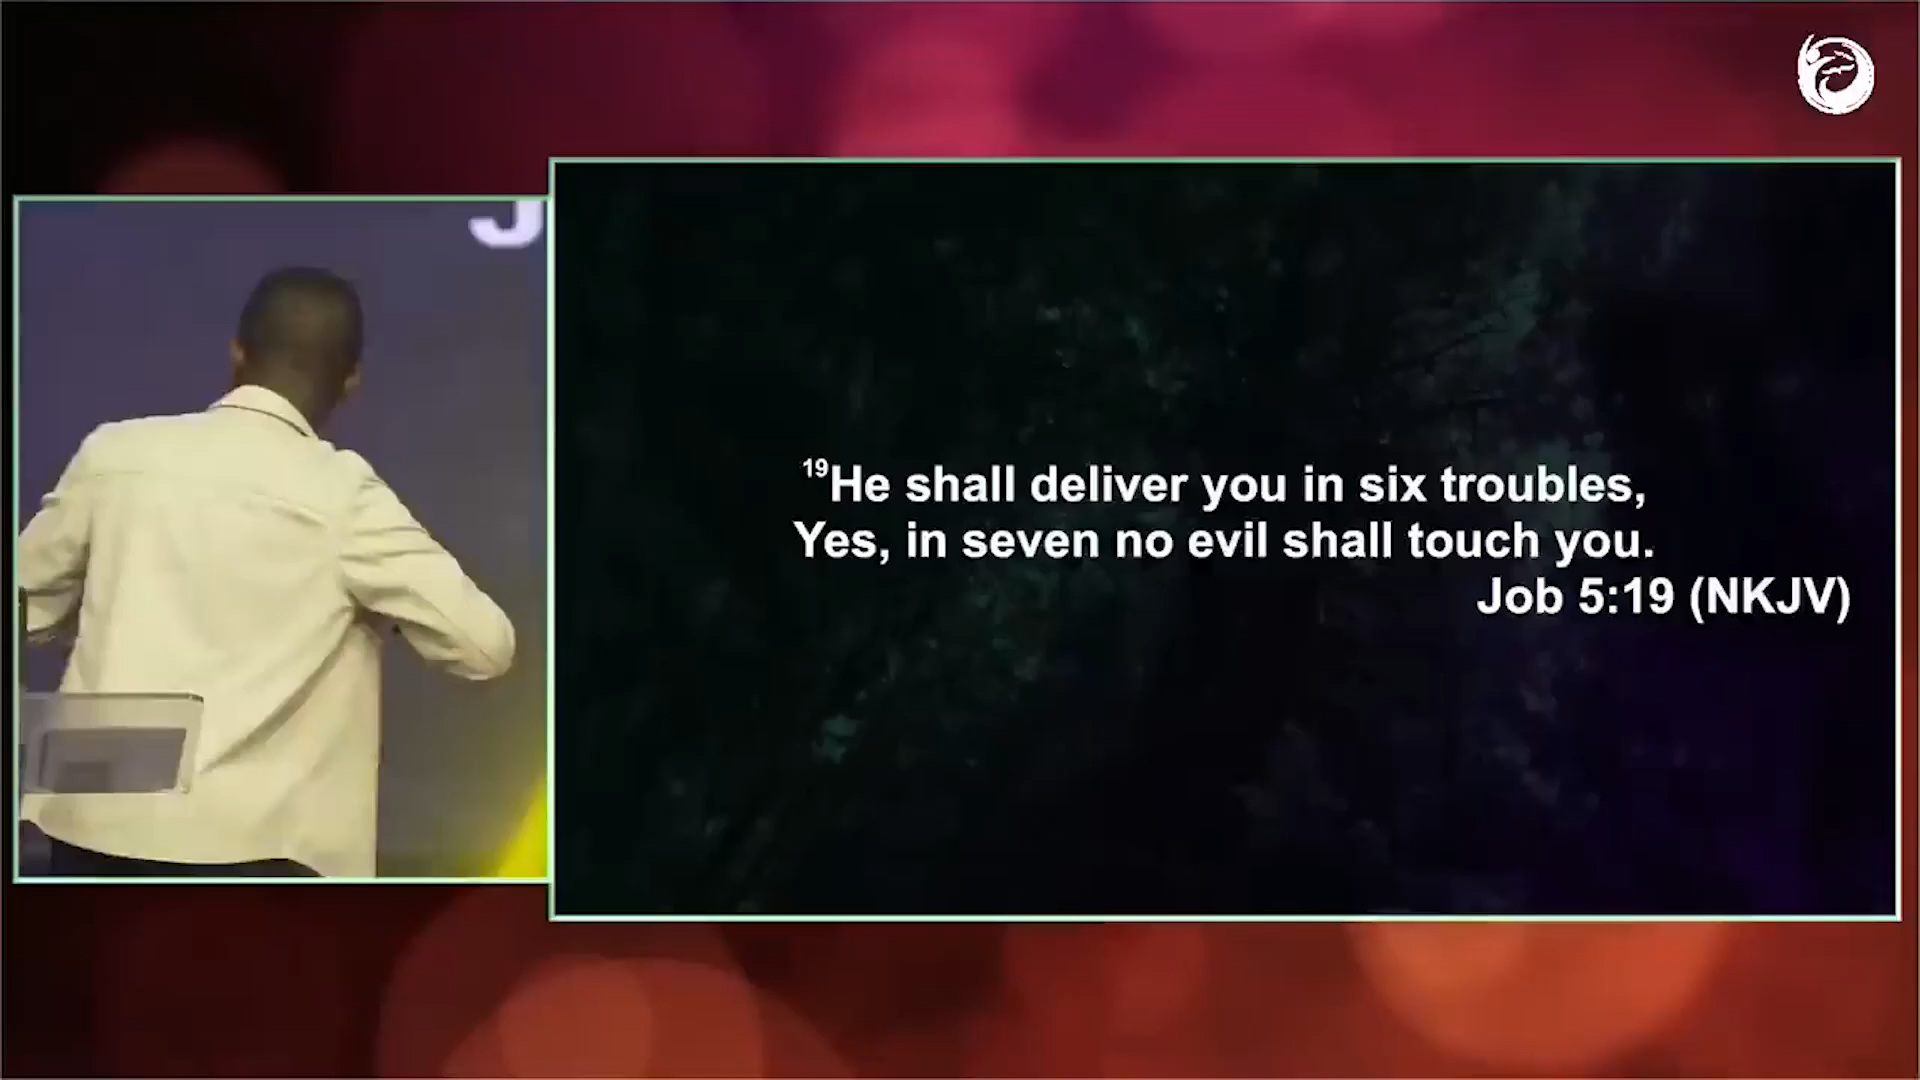 J
¹⁹He shall deliver you in six troubles,
Yes, in seven no evil shall touch you.
Job 5:19 (NKJV)